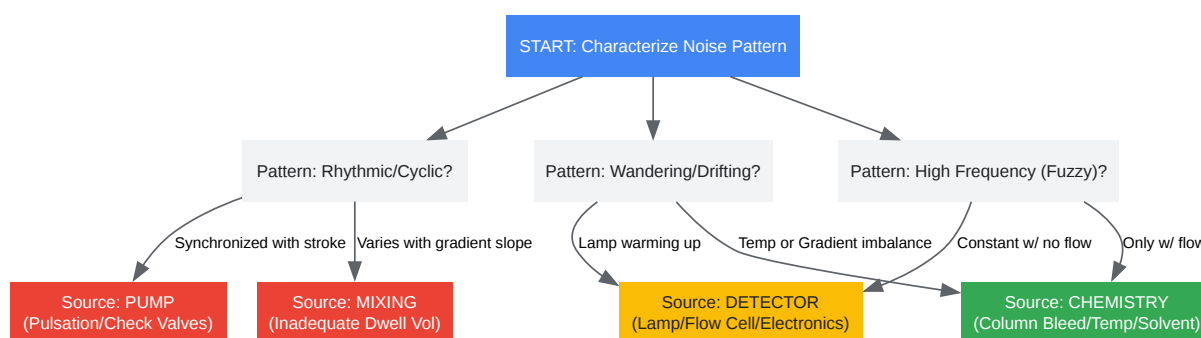 START: Characterize Noise Pattern
Pattern: Rhythmic/Cyclic?
Pattern: Wandering/Drifting?
Pattern: High Frequency (Fuzzy)?
Synchronized with stroke
Varies with gradient slope
Lamp warming up
Temp or Gradient imbalance
Constant w/ no flow
Only w/ flow
Source: PUMP
(Pulsation/Check Valves)
Source: MIXING
(Inadequate Dwell Vol)
Source: DETECTOR
(Lamp/Flow Cell/Electronics)
Source: CHEMISTRY
(Column Bleed/Temp/Solvent)